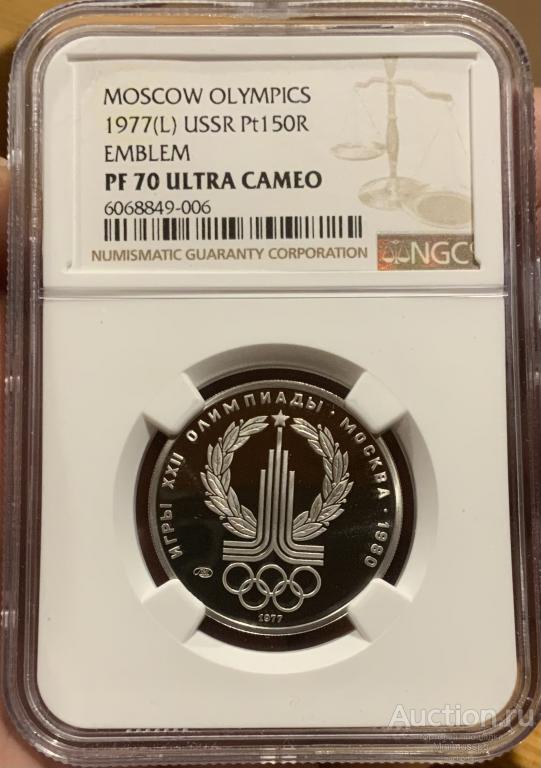 MOSCOW OLYMPICS
1977(L) USSR Pt150R
EMBLEM
PF 70 ULTRA CAMEO
6068849-006
NUMISMATIC GUARANTY CORPORATION
NGC
ИГРЫ XXII ОЛИМПИАДЫ · МОСКВА · 1980
1977
Auction.ru